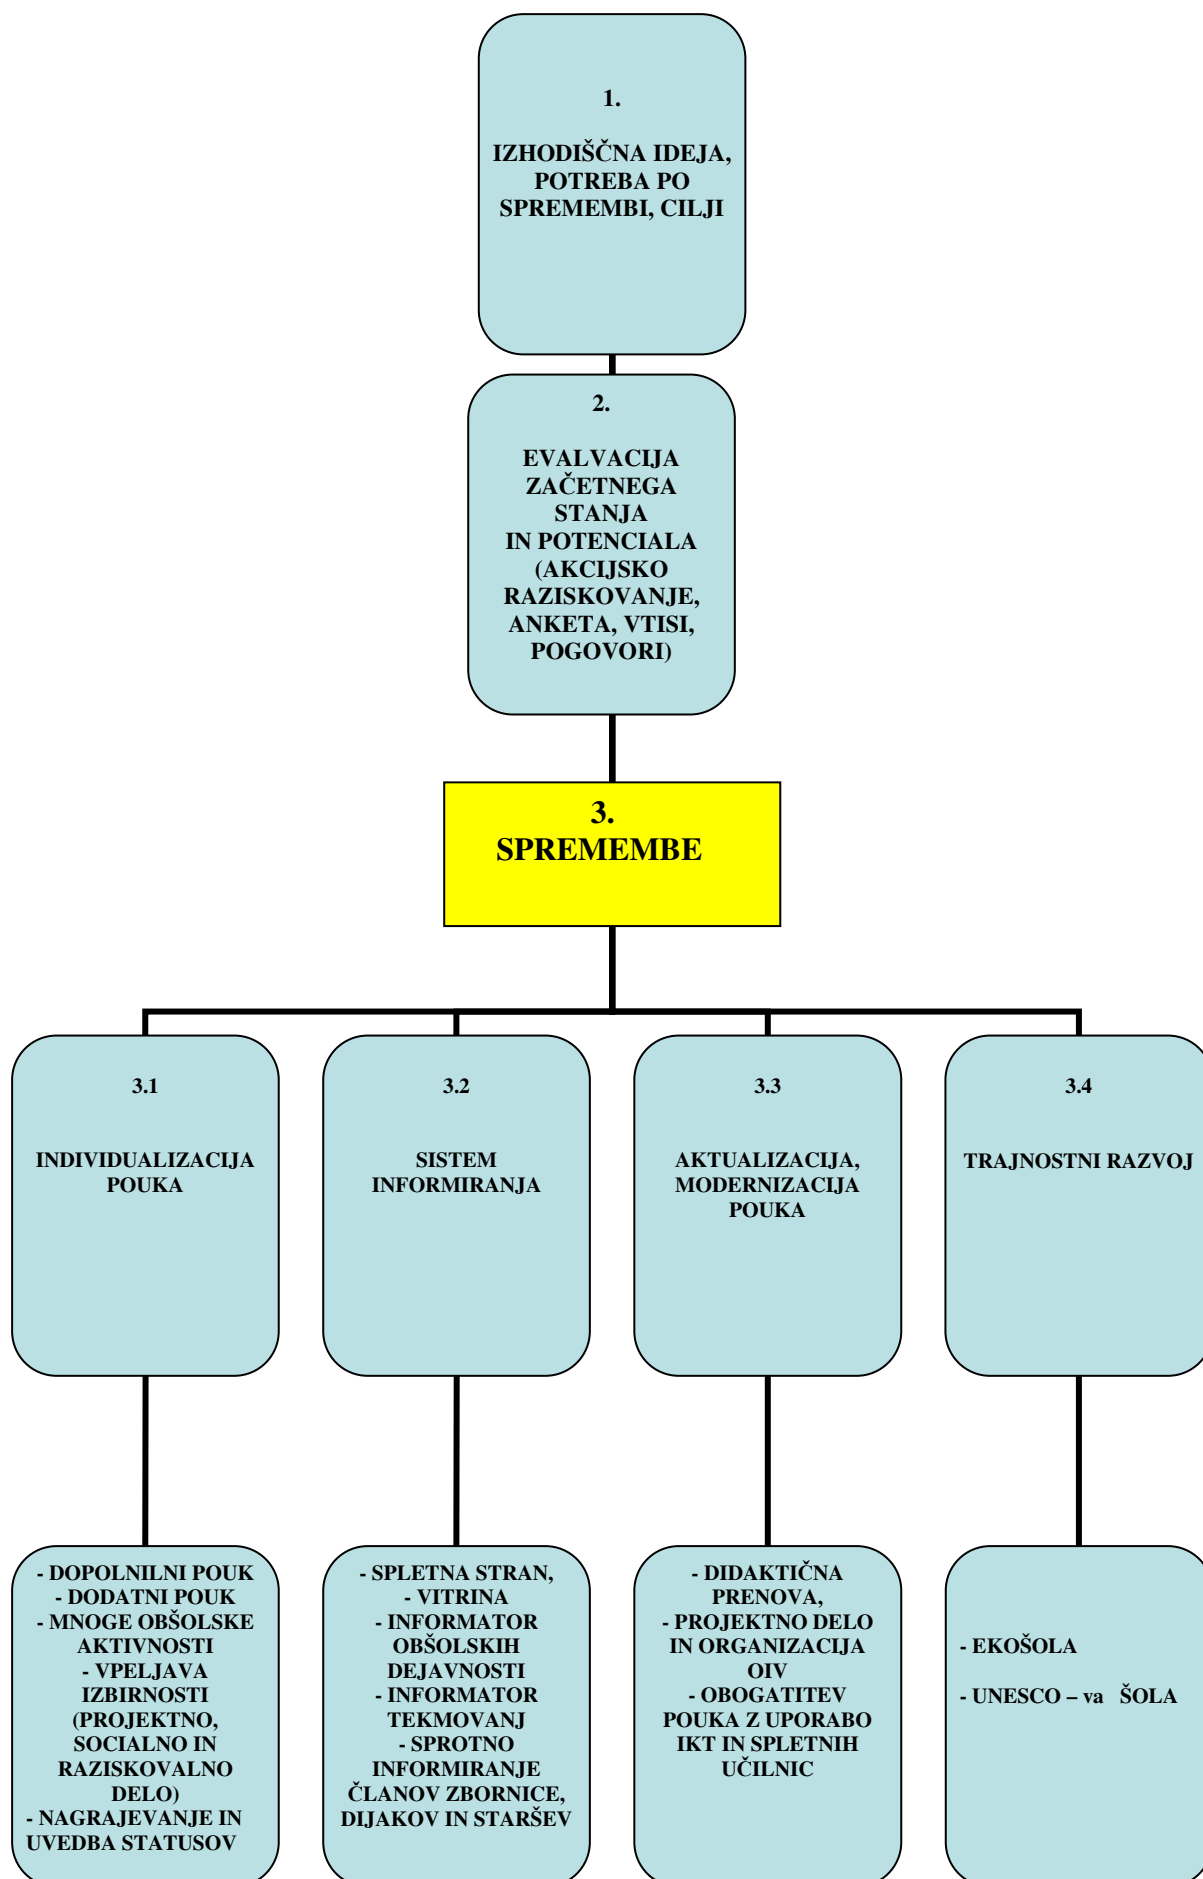 1.
IZHODIŠČNA IDEJA,
POTREBA PO
SPREMEMBI, CILJI
2.
EVALVACIJA
ZAČETNEGA
STANJA
IN POTENCIALA
(AKCIJSKO
RAZISKOVANJE,
ANKETA, VTISI,
POGOVORI)
3.
SPREMEMBE
3.1
INDIVIDUALIZACIJA
POUKA
3.2
SISTEM
INFORMIRANJA
3.3
AKTUALIZACIJA,
MODERNIZACIJA
POUKA
3.4
TRAJNOSTNI RAZVOJ
- DOPOLNILNI POUK
- DODATNI POUK
- MNOGE OBŠOLSKE
AKTIVNOSTI
- VPELJAVA
IZBIRNOSTI
(PROJEKTNO,
SOCIALNO IN
RAZISKOVALNO
DELO)
- NAGRAJEVANJE IN
UVEDBA STATUSOV
- SPLETNA STRAN,
- VITRINA
- INFORMATOR
OBŠOLSKIH
DEJAVNOSTI
- INFORMATOR
TEKMOVANJ
- SPROTNO
INFORMIRANJE
ČLANOV ZBORNICE,
DIJAKOV IN STARŠEV
- DIDAKTIČNA
PRENOVA,
- PROJEKTNO DELO
IN ORGANIZACIJA
OIV
- OBOGATITEV
POUKA Z UPORABO
IKT IN SPLETNIH
UČILNIC
- EKOŠOLA
- UNESCO – va ŠOLA